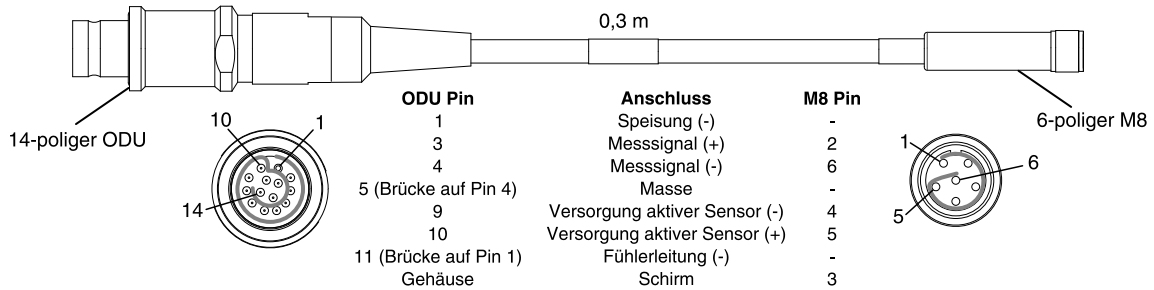 0,3 m
14-poliger ODU
6-poliger M8
10
1
14
ODU Pin Anschluss M8 Pin
1 Speisung (-) -
3 Messsignal (+) 2
4 Messsignal (-) 6
5 (Brücke auf Pin 4) Masse -
9 Versorgung aktiver Sensor (-) 4
10 Versorgung aktiver Sensor (+) 5
11 (Brücke auf Pin 1) Fühlerleitung (-) -
Gehäuse Schirm 3
1
6
5